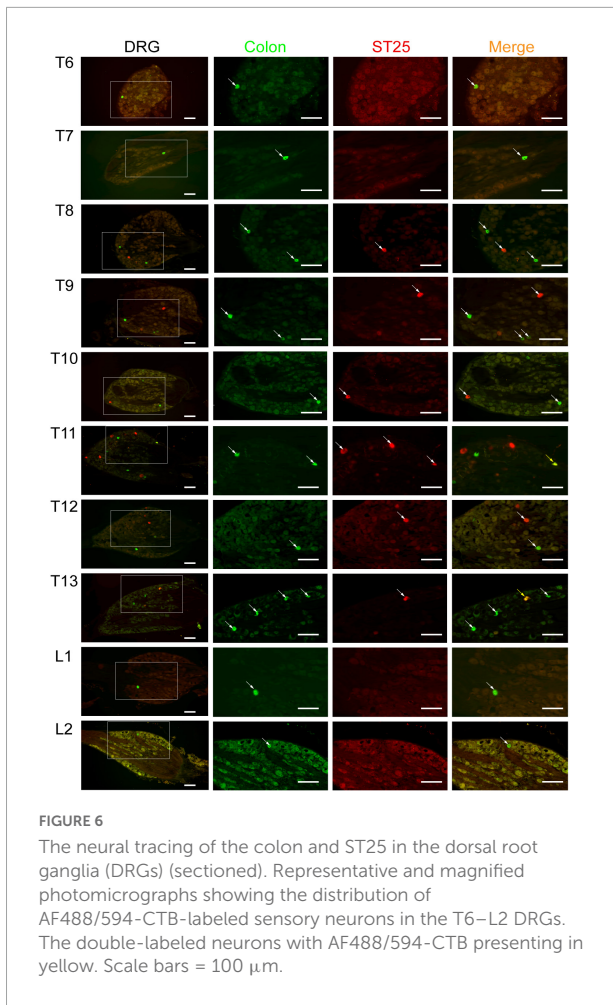 DRG Colon ST25 Merge
T6
T7
T8
T9
T10
T11
T12
T13
L1
L2
FIGURE 6
The neural tracing of the colon and ST25 in the dorsal root
ganglia (DRGs) (sectioned). Representative and magnified
photomicrographs showing the distribution of
AF488/594-CTB-labeled sensory neurons in the T6–L2 DRGs.
The double-labeled neurons with AF488/594-CTB presenting in
yellow. Scale bars = 100 μm.